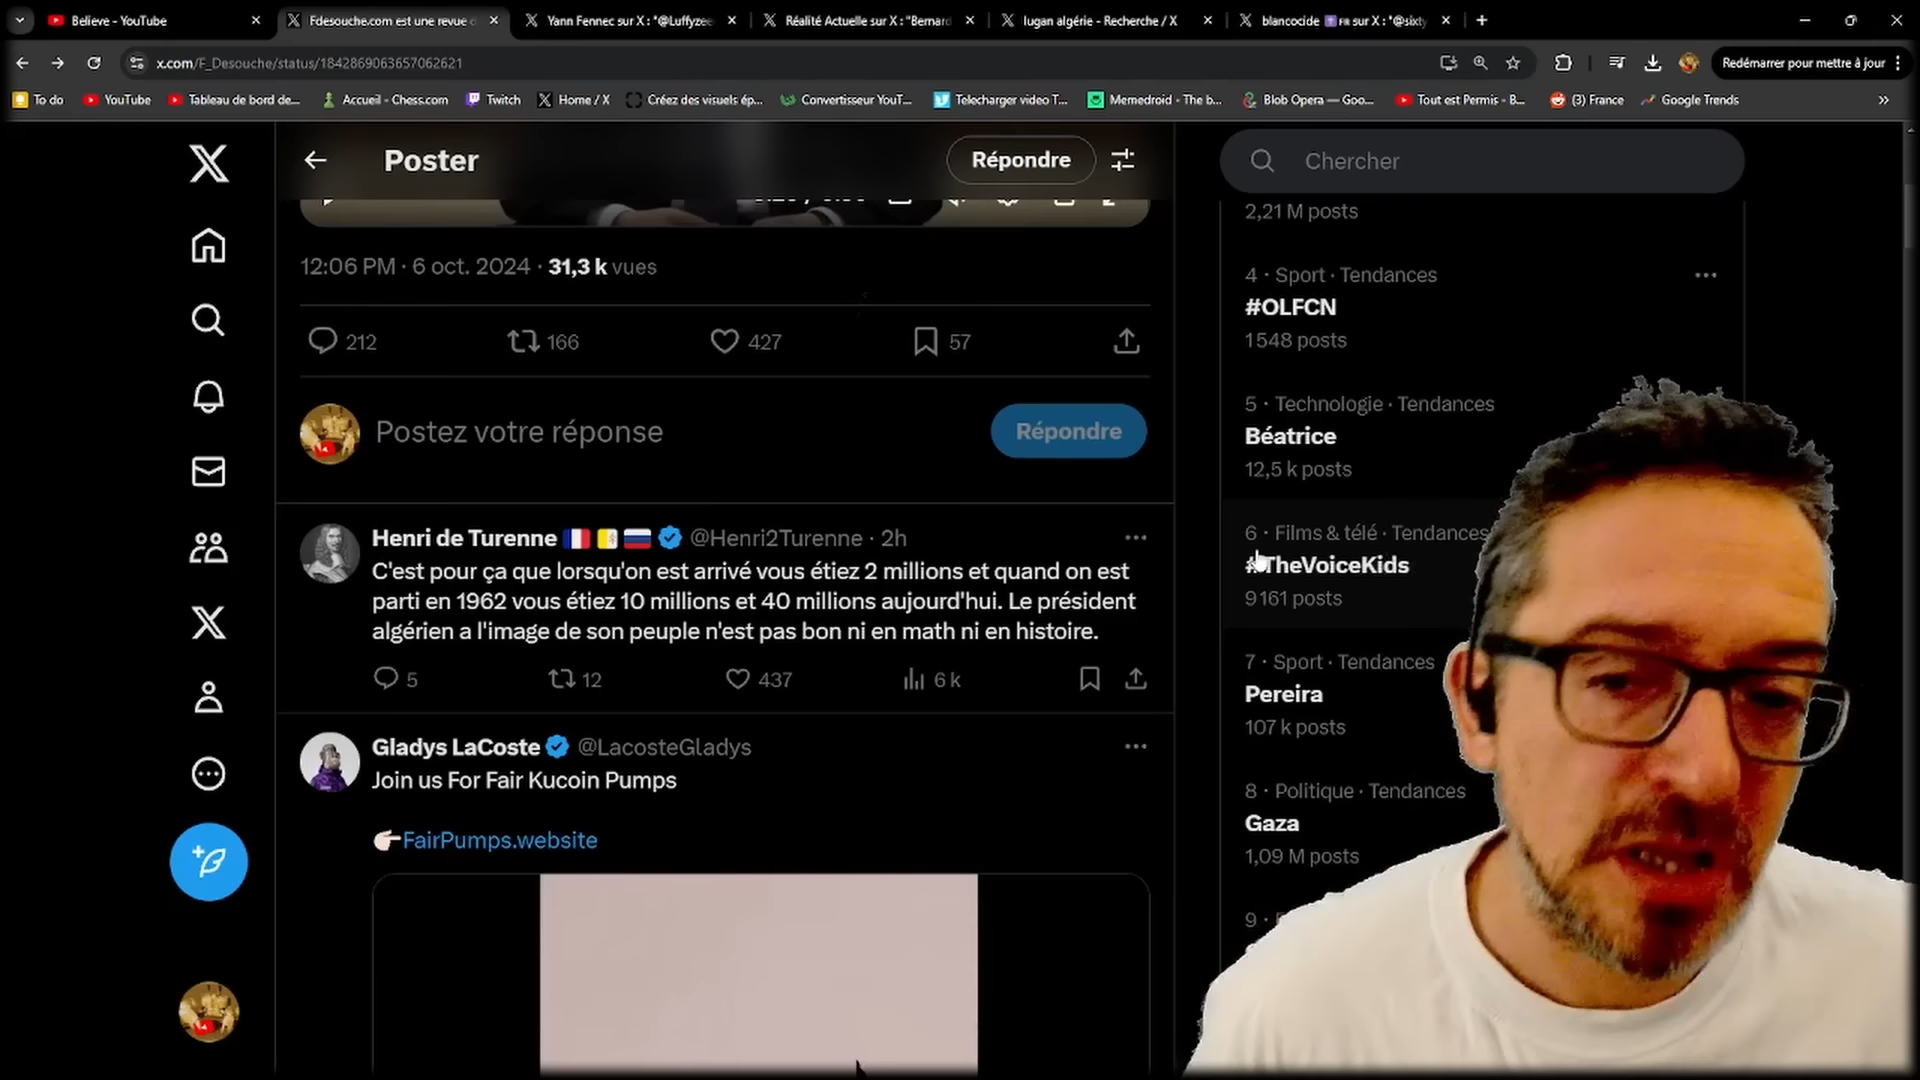 Believe - YouTube
Fdesouche.com est une revue d
Yann Fennec sur X : "@Luffyzee
Réalité Actuelle sur X : "Bernard
lugan algérie - Recherche / X
blancocide FR sur X : "@sixty
x.com/F_Desouche/status/1842869063657062621
Redémarrer pour mettre à jour
To do
YouTube
Tableau de bord de...
Accueil - Chess.com
Twitch
Home / X
Créez des visuels ép...
Convertisseur YouT...
Telecharger video T...
Memedroid - The b...
Blob Opera — Goo...
Tout est Permis - B...
(3) France
Google Trends
Poster
Répondre
Chercher
12:06 PM · 6 oct. 2024 · 31,3 k vues
212
166
427
57
Postez votre réponse
Répondre
Henri de Turenne @Henri2Turenne · 2h
C'est pour ça que lorsqu'on est arrivé vous étiez 2 millions et quand on est
parti en 1962 vous étiez 10 millions et 40 millions aujourd'hui. Le président
algérien a l'image de son peuple n'est pas bon ni en math ni en histoire.
5
12
437
6 k
Gladys LaCoste @LacosteGladys
Join us For Fair Kucoin Pumps
FairPumps.website
2,21 M posts
4 · Sport · Tendances
#OLFCN
1 548 posts
5 · Technologie · Tendances
Béatrice
12,5 k posts
6 · Films & télé · Tendances
#TheVoiceKids
9 161 posts
7 · Sport · Tendances
Pereira
107 k posts
8 · Politique · Tendances
Gaza
1,09 M posts
9 ·